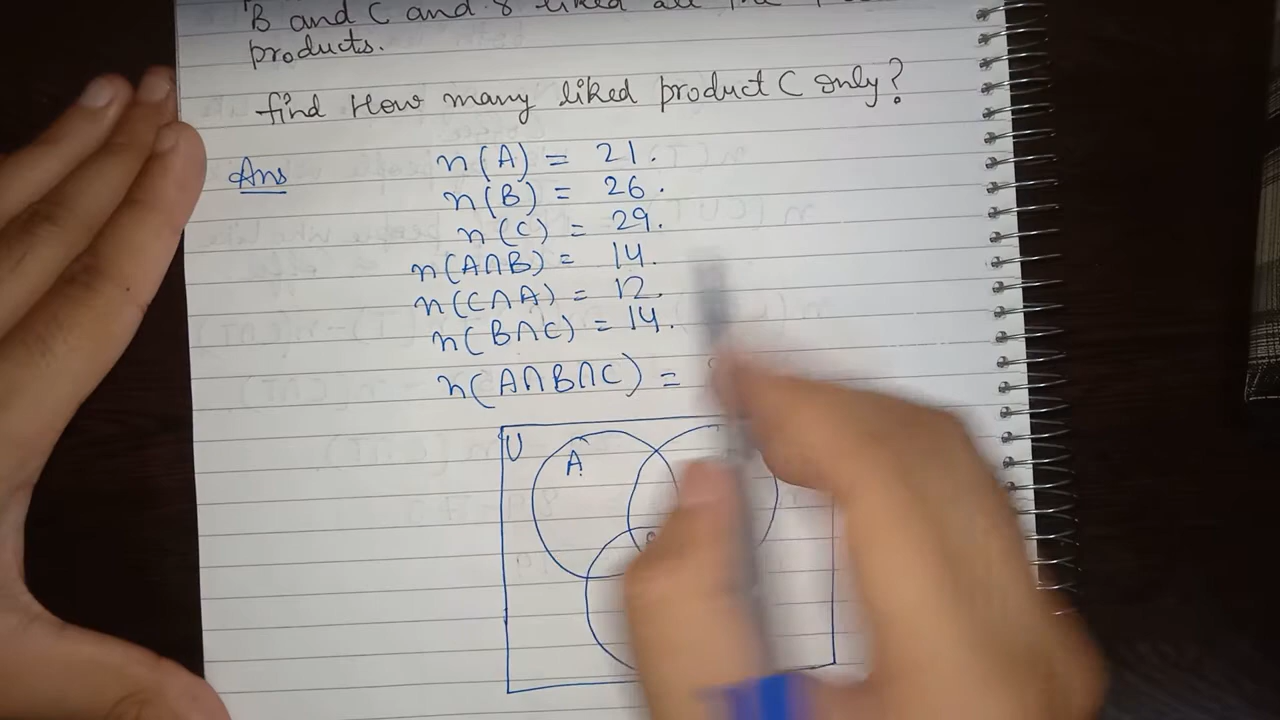 B and C and 8 liked all the
products.
find How many liked product C only?
Ans
n(A) = 21.
n(B) = 26.
n(C) = 29.
n(A∩B) = 14.
n(C∩A) = 12.
n(B∩C) = 14.
n(A∩B∩C) =
U
A